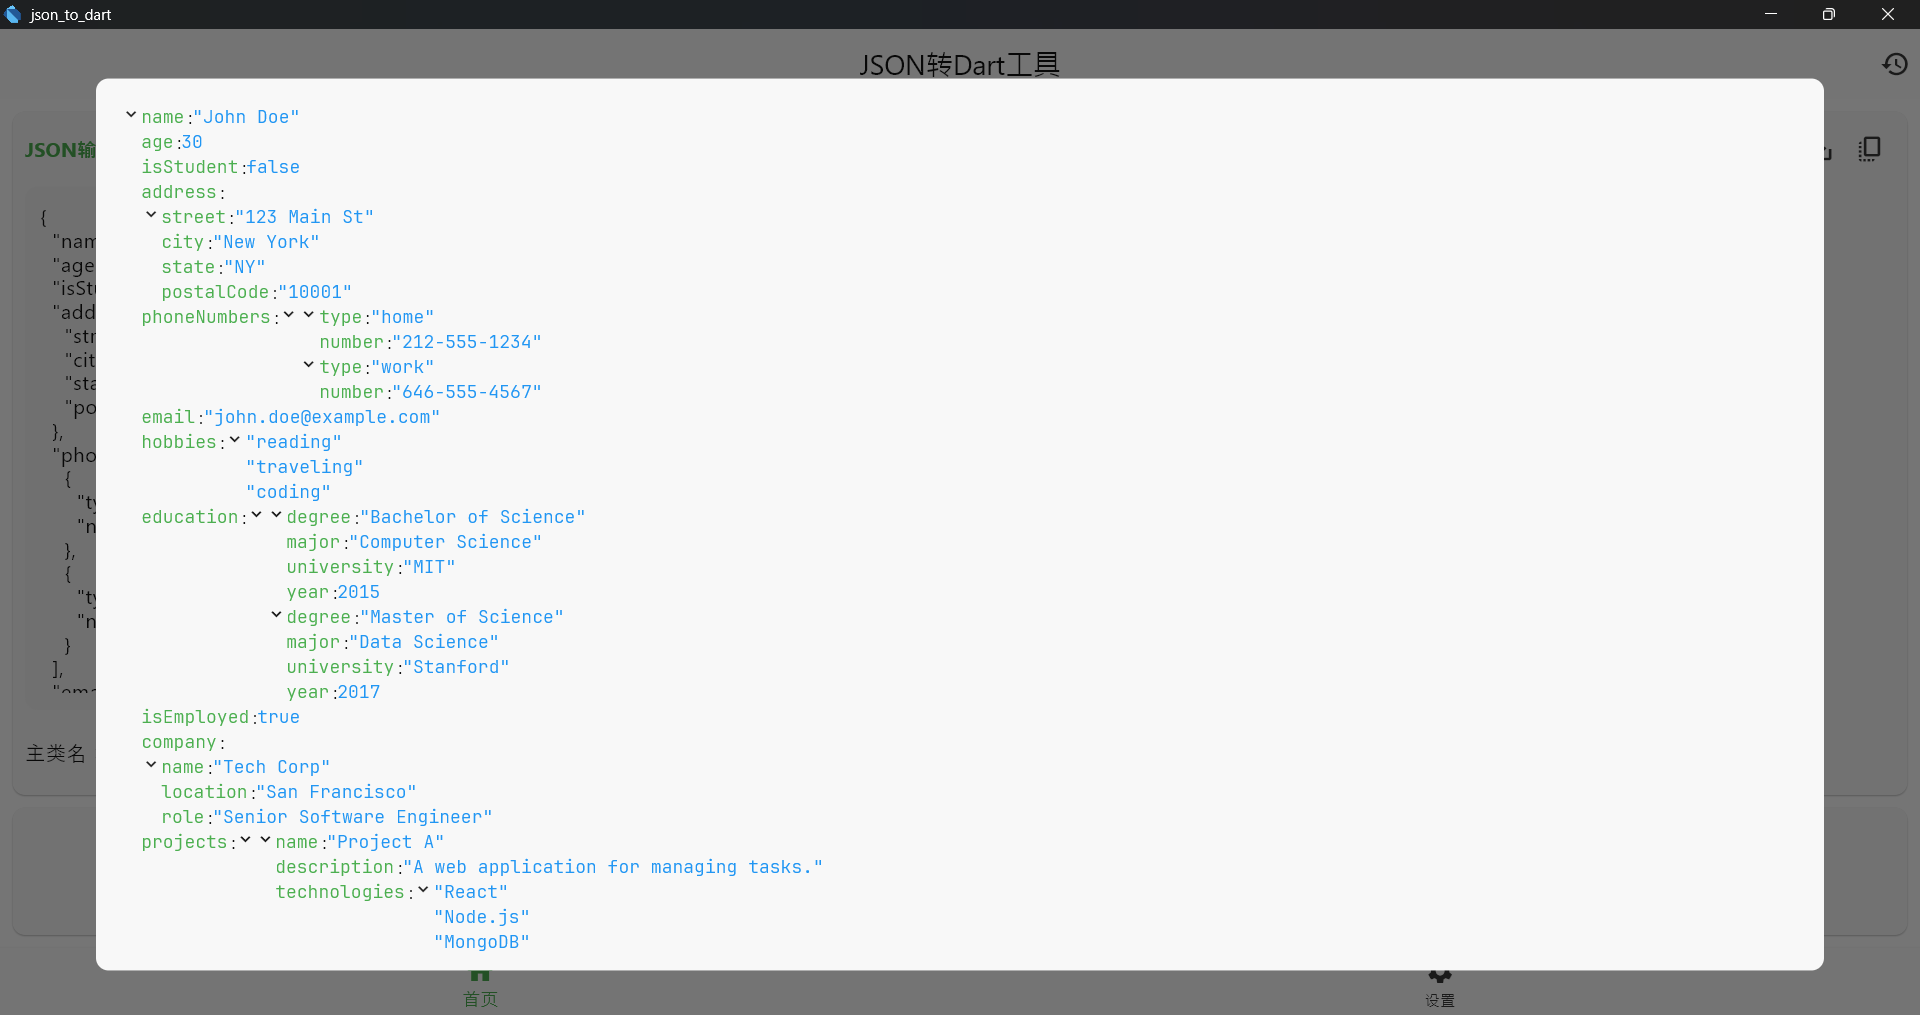 json_to_dart
JSON转Dart工具
name:"John Doe"
age:30
isStudent:false
address:
street:"123 Main St"
city:"New York"
state:"NY"
postalCode:"10001"
phoneNumbers:
type:"home"
number:"212-555-1234"
type:"work"
number:"646-555-4567"
email:"john.doe@example.com"
hobbies:
"reading"
"traveling"
"coding"
education:
degree:"Bachelor of Science"
major:"Computer Science"
university:"MIT"
year:2015
degree:"Master of Science"
major:"Data Science"
university:"Stanford"
year:2017
isEmployed:true
company:
name:"Tech Corp"
location:"San Francisco"
role:"Senior Software Engineer"
projects:
name:"Project A"
description:"A web application for managing tasks."
technologies:
"React"
"Node.js"
"MongoDB"
JSON输
{
"nam
"age
"isStu
"add
"str
"cit
"sta
"po
},
"pho
{
"ty
"n
},
{
"ty
"n
}
],
"ema
主类名
首页
设置